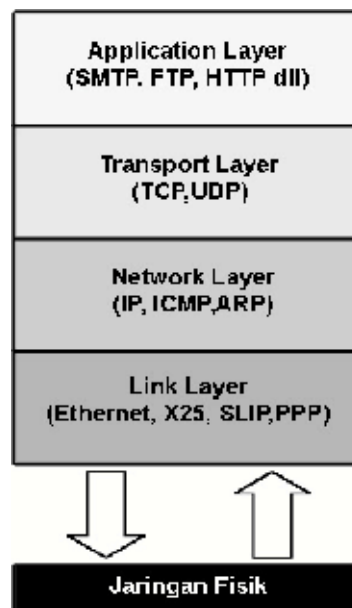 Application Layer
(SMTP. FTP, HTTP dll)
Transport Layer
(TCP,UDP)
Network Layer
(IP, ICMP,ARP)
Link Layer
(Ethernet, X25, SLIP,PPP)
Jaringan Fisik